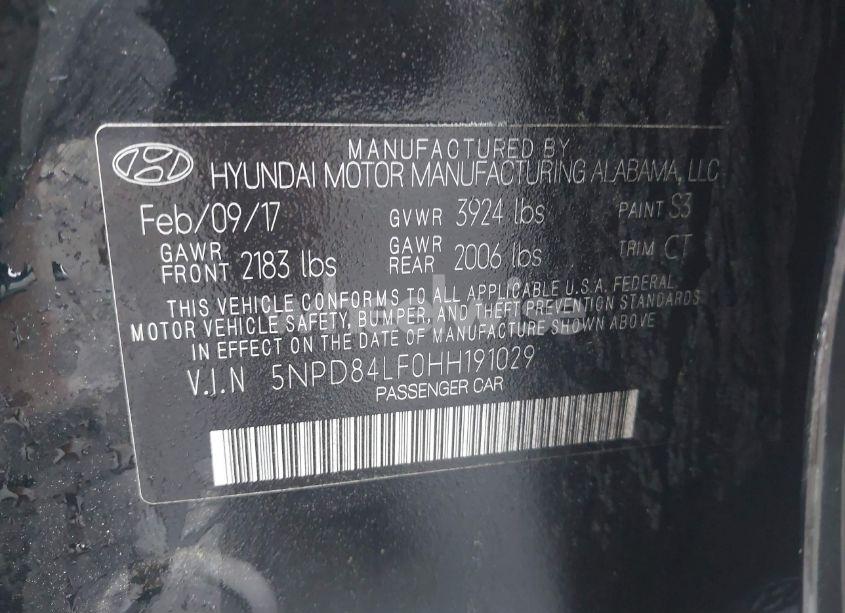 MANUFACTURED BY
HYUNDAI MOTOR MANUFACTURING ALABAMA, LLC
Feb/09/17 GVWR 3924 lbs PAINT S3
GAWR FRONT 2183 lbs GAWR REAR 2006 lbs TRIM CT
THIS VEHICLE CONFORMS TO ALL APPLICABLE U.S.A. FEDERAL
MOTOR VEHICLE SAFETY, BUMPER, AND THEFT PREVENTION STANDARDS
IN EFFECT ON THE DATE OF MANUFACTURE SHOWN ABOVE
V.I.N 5NPD84LF0HH191029
PASSENGER CAR